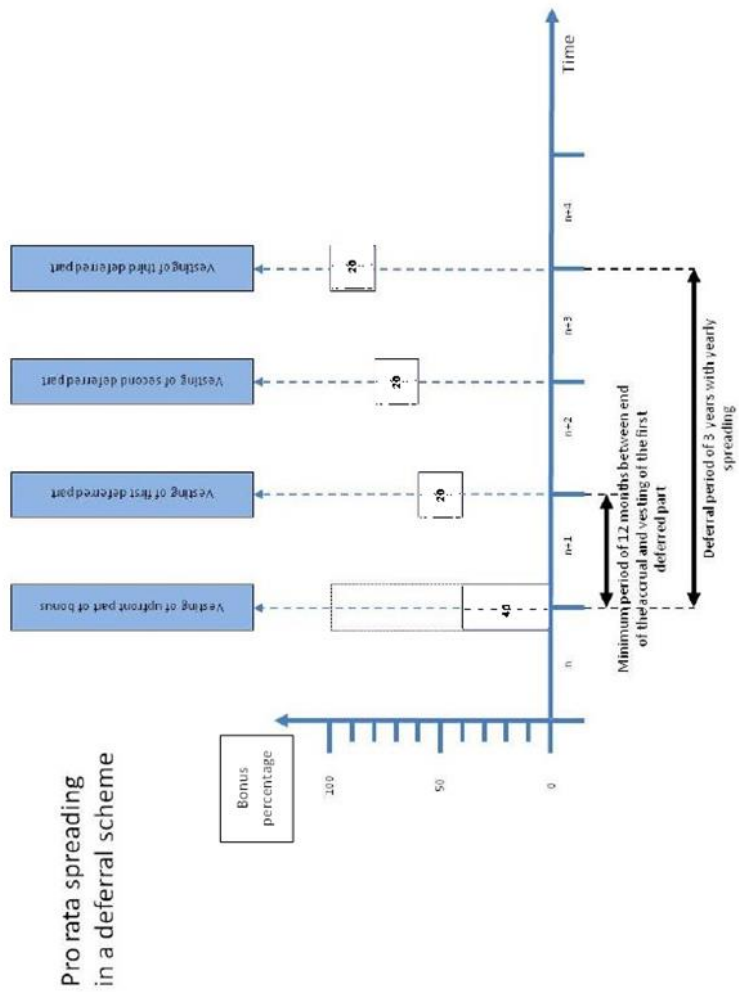 Pro rata spreading
in a deferral scheme
Vesting of upfront part of bonus
Vesting of first deferred part
Vesting of second deferred part
Vesting of third deferred part
Bonus
percentage
100
50
0
40
20
20
20
n
n+1
n+2
n+3
n+4
Time
Minimum period of 12 months between end
of the accrual and vesting of the first
deferred part
Deferral period of 3 years with yearly
spreading